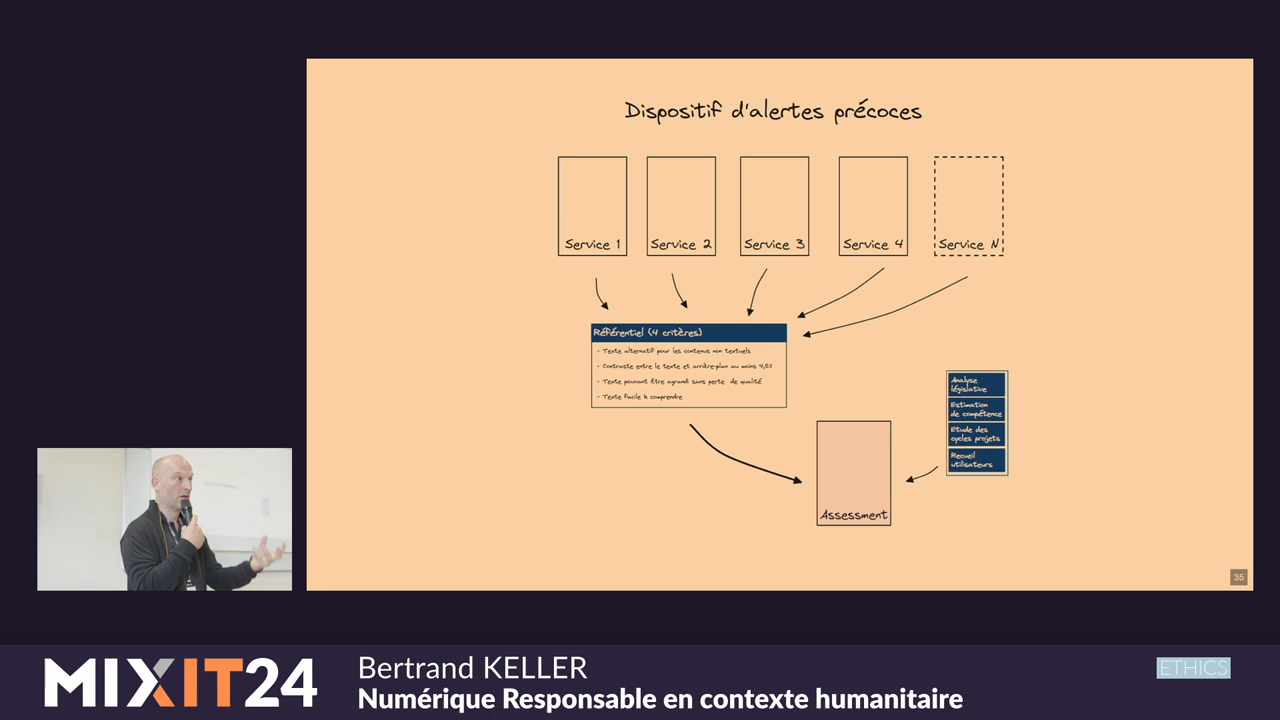 Dispositif d'alertes précoces
Service 1
Service 2
Service 3
Service 4
Service N
Référentiel (4 critères)
- Texte alternatif pour les contenus non textuels
- Contraste entre le texte et arrière-plan au moins 4,5:1
- Texte pouvant être agrandi sans perte de qualité
- Texte facile à comprendre
Analyse
législative
Estimation
de compétence
Etude des
cycles projets
Recueil
utilisateurs
Assessment
35
MIXIT24
Bertrand KELLER
Numérique Responsable en contexte humanitaire
ETHICS